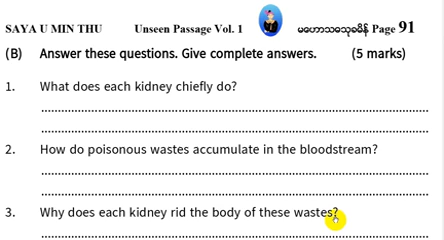 SAYA U MIN THU Unseen Passage Vol. 1 မဟောသဓသုခမိန် Page 91
(B) Answer these questions. Give complete answers. (5 marks)
1. What does each kidney chiefly do?
................................................................................
................................................................................
2. How do poisonous wastes accumulate in the bloodstream?
................................................................................
................................................................................
3. Why does each kidney rid the body of these wastes?
................................................................................